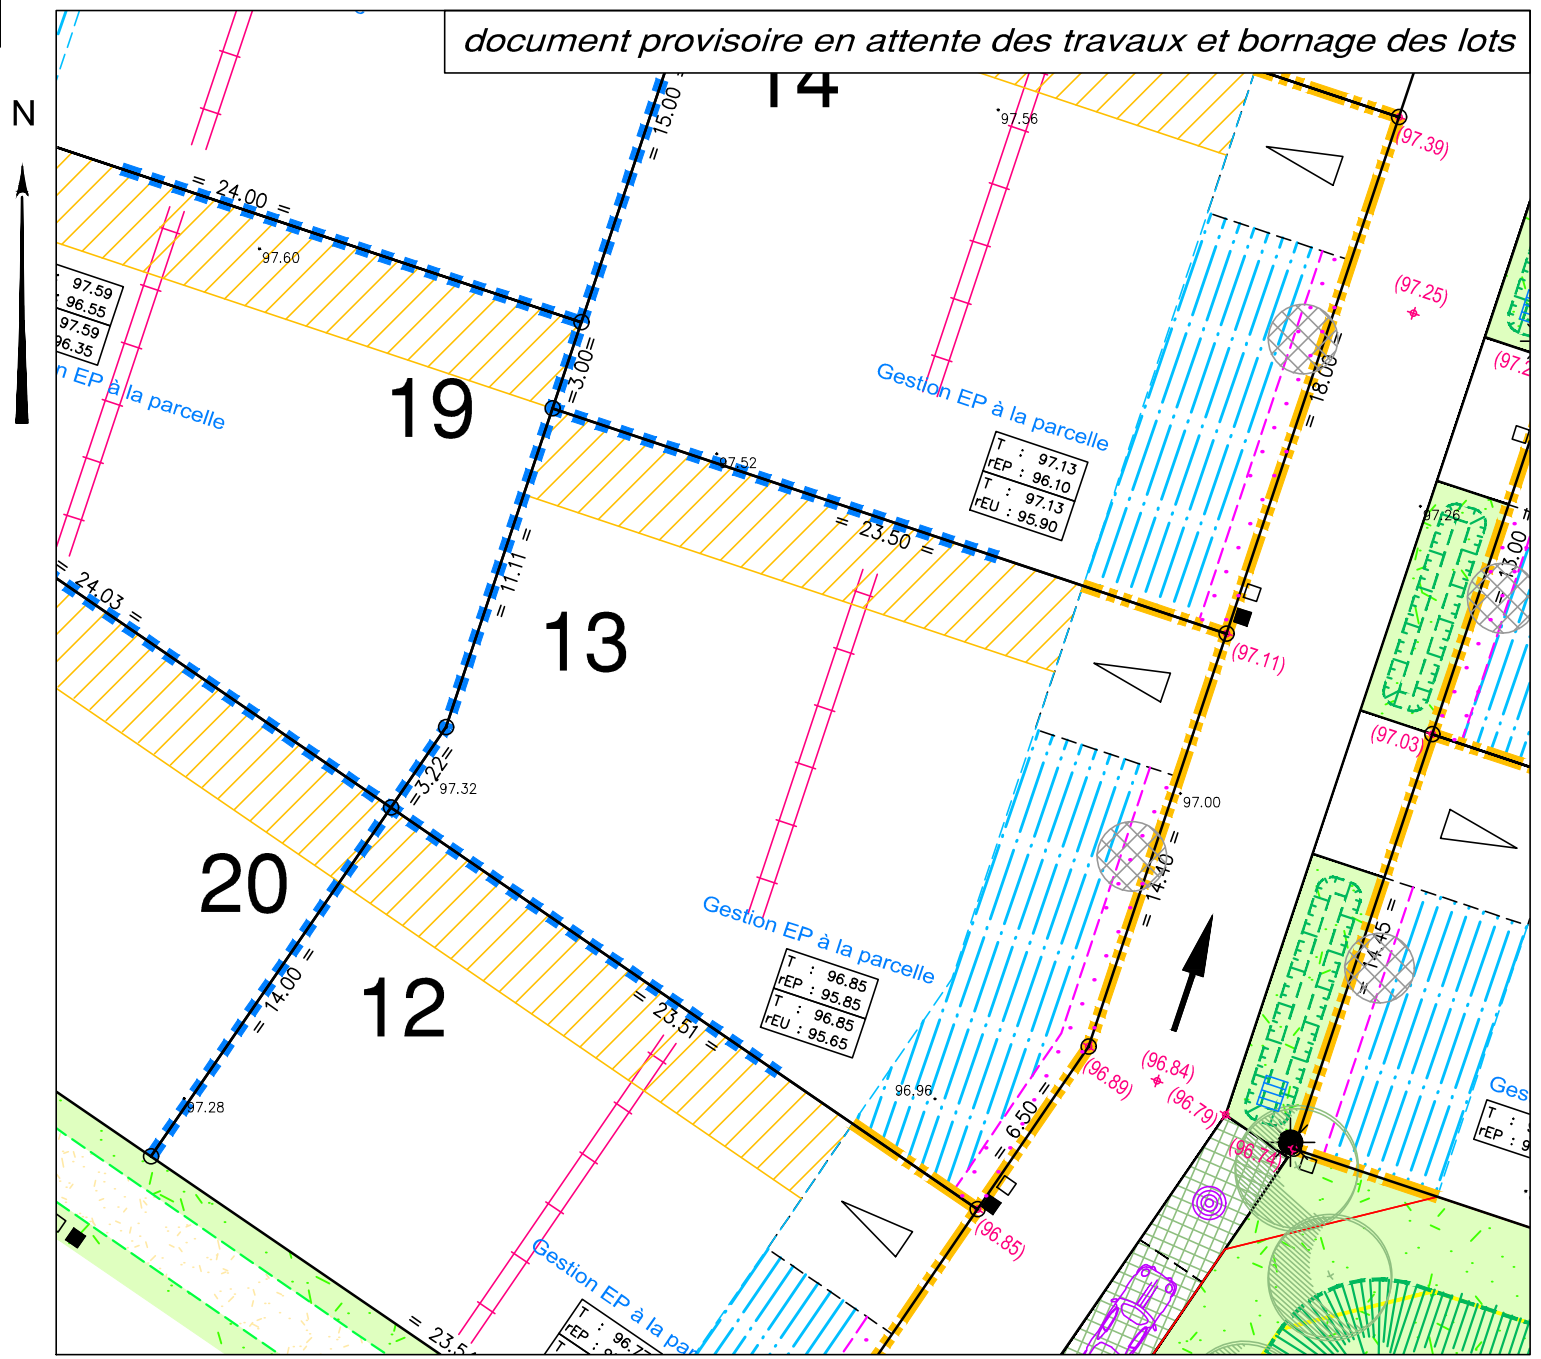 document provisoire en attente des travaux et bornage des lots
N
14
= 15.00 =
97.56
(97.39)
= 24.00 =
97.60
(97.25)
97.59
96.55
97.59
96.35
= 3.00 =
= 18.00 =
EP à la parcelle
19
Gestion EP à la parcelle
T : 97.13
rEP : 96.10
T : 97.13
rEU : 95.90
97.52
= 23.50 =
97.26
= 13.00
= 24.03 =
= 11.11 =
13
(97.11)
(97.03)
= 3.22 =
97.32
97.00
= 14.40 =
20
Gestion EP à la parcelle
= 14.45 =
T : 96.85
rEP : 95.85
T : 96.85
rEU : 95.65
= 14.00 =
12
= 23.51 =
(96.89)
(96.84)
(96.79)
96.96
= 6.50 =
97.28
(96.74)
T :
rEP :
(96.85)
Gestion EP à la
T :
rEP :